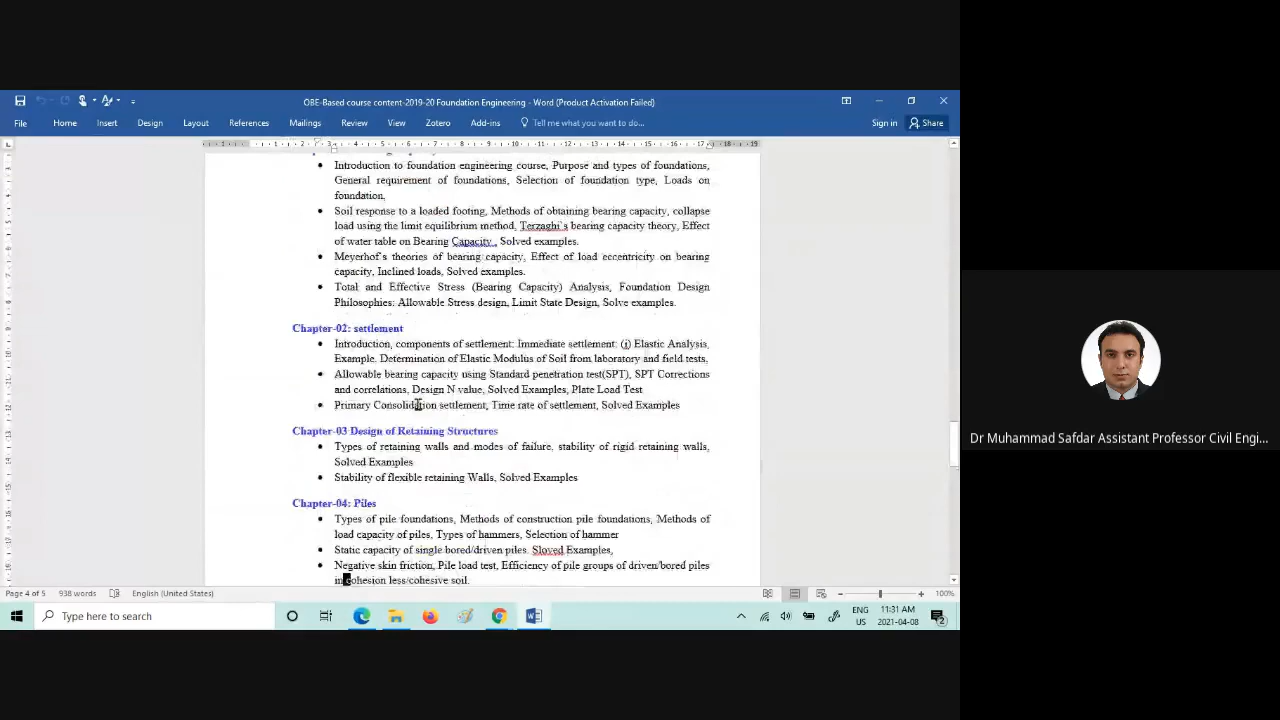 OBE-Based course content-2019-20 Foundation Engineering - Word (Product Activation Failed)
File Home Insert Design Layout References Mailings Review View Zotero Add-ins Tell me what you want to do... Sign in Share
Introduction to foundation engineering course, Purpose and types of foundations,
General requirement of foundations, Selection of foundation type, Loads on
foundation,
Soil response to a loaded footing, Methods of obtaining bearing capacity, collapse
load using the limit equilibrium method, Terzaghi`s bearing capacity theory, Effect
of water table on Bearing Capacity , Solved examples.
Meyerhof's theories of bearing capacity, Effect of load eccentricity on bearing
capacity, Inclined loads, Solved examples.
Total and Effective Stress (Bearing Capacity) Analysis, Foundation Design
Philosophies: Allowable Stress design, Limit State Design, Solve examples.
Chapter-02: settlement
Introduction, components of settlement: Immediate settlement: (i) Elastic Analysis,
Example. Determination of Elastic Modulus of Soil from laboratory and field tests,
Allowable bearing capacity using Standard penetration test(SPT), SPT Corrections
and correlations, Design N value, Solved Examples, Plate Load Test
Primary Consolidation settlement, Time rate of settlement, Solved Examples
Chapter-03 Design of Retaining Structures
Types of retaining walls and modes of failure, stability of rigid retaining walls,
Solved Examples
Stability of flexible retaining Walls, Solved Examples
Chapter-04: Piles
Types of pile foundations, Methods of construction pile foundations, Methods of
load capacity of piles, Types of hammers, Selection of hammer
Static capacity of single bored/driven piles. Sloved Examples,
Negative skin friction, Pile load test, Efficiency of pile groups of driven/bored piles
in cohesion less/cohesive soil.
Page 4 of 5 938 words English (United States) 100%
Type here to search
ENG
US
11:31 AM
2021-04-08
2
Dr Muhammad Safdar Assistant Professor Civil Engi...